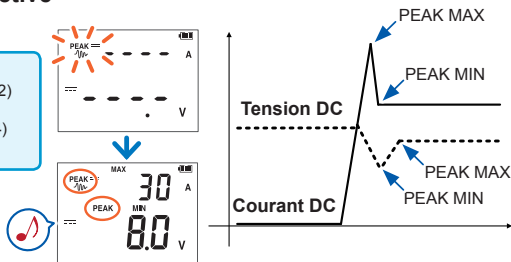 2)
)
PEAK
A
- - - -
- - - . -
V
MAX
PEAK
30 A
PEAK MIN
8.0 V
PEAK MAX
PEAK MIN
Tension DC
PEAK MAX
PEAK MIN
Courant DC